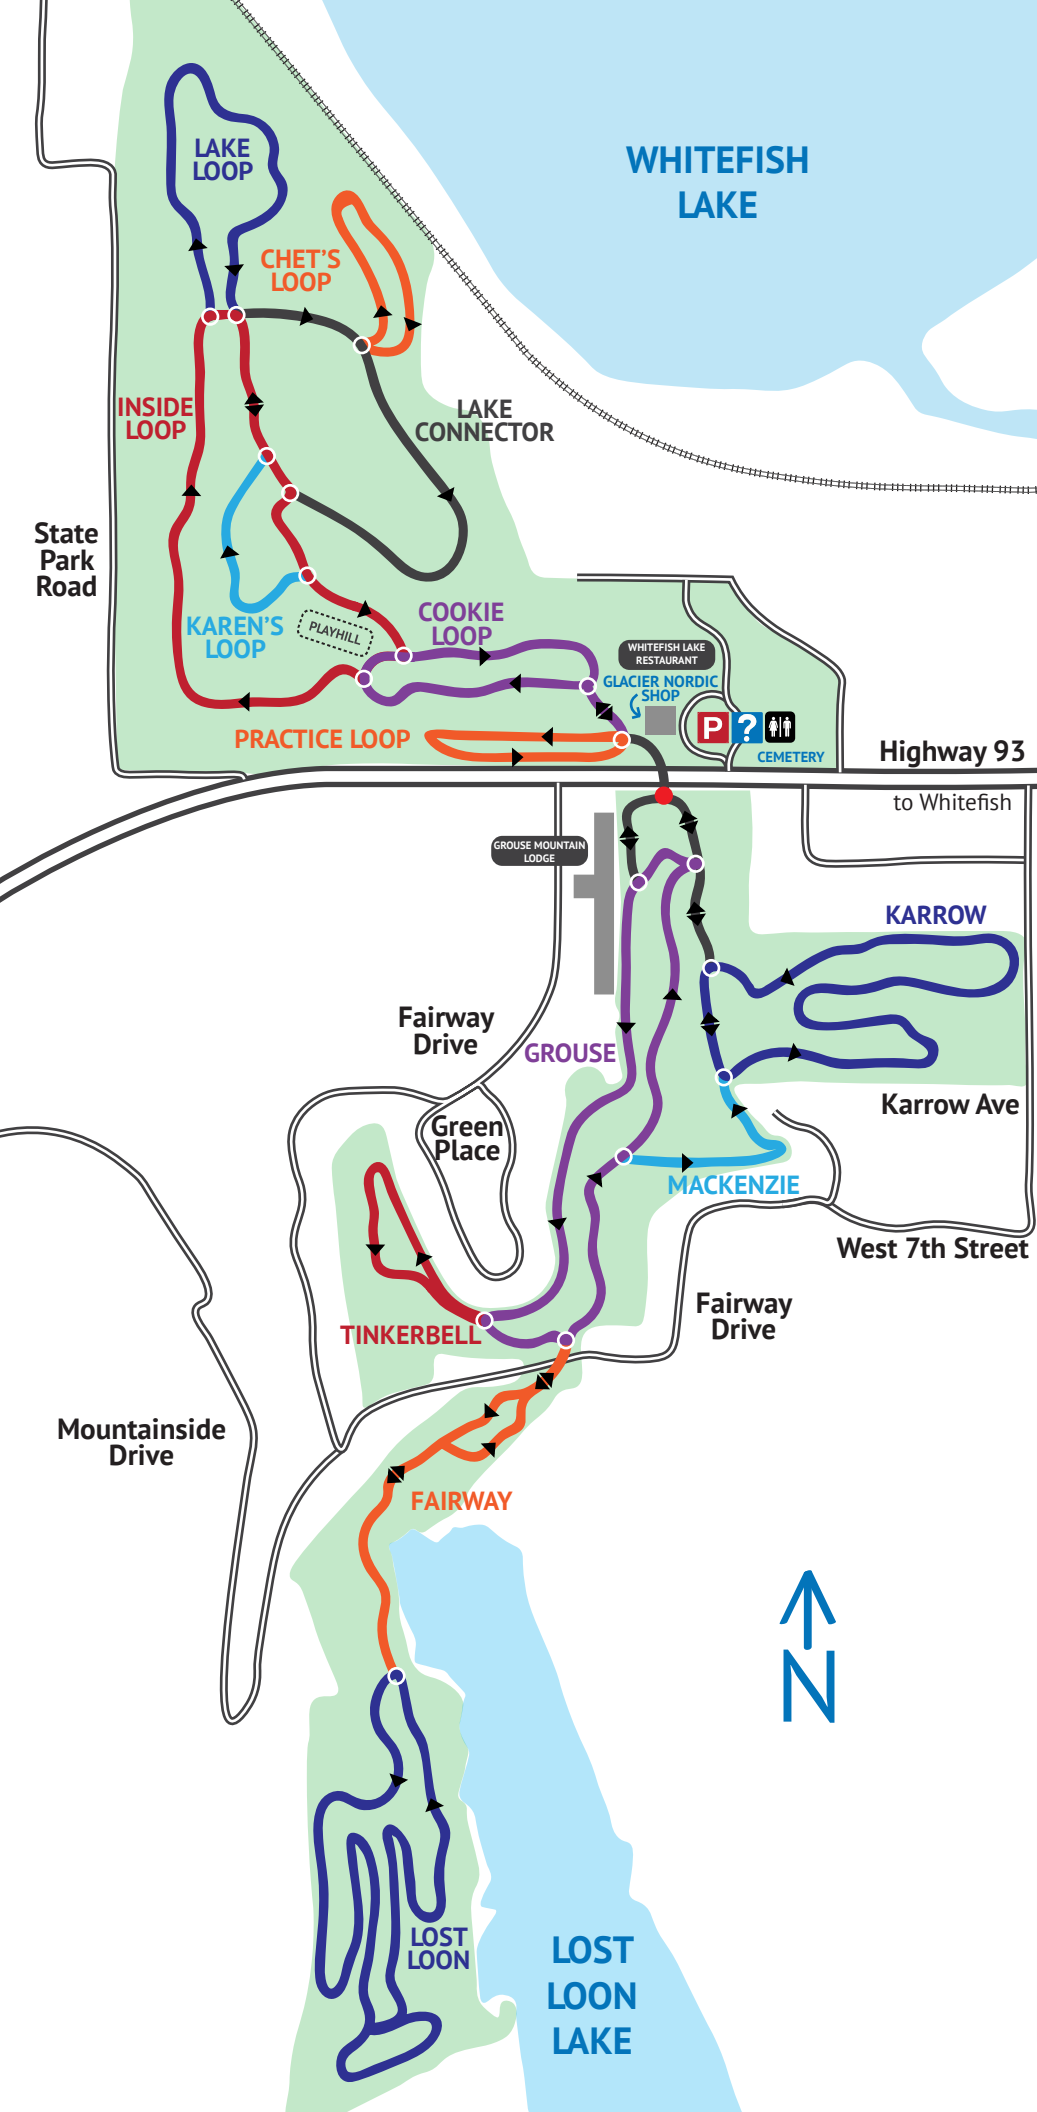 LAKE
LOOP
WHITEFISH
LAKE
CHET'S
LOOP
INSIDE
LOOP
LAKE
CONNECTOR
State
Park
Road
KAREN'S
LOOP
PLAYHILL
COOKIE
LOOP
WHITEFISH LAKE
RESTAURANT
GLACIER NORDIC
SHOP
P
?
CEMETERY
PRACTICE LOOP
Highway 93
to Whitefish
GROUSE MOUNTAIN
LODGE
KARROW
Fairway
Drive
GROUSE
Karrow Ave
Green
Place
MACKENZIE
West 7th Street
Fairway
Drive
TINKERBELL
Mountainside
Drive
FAIRWAY
N
LOST
LOON
LOST
LOON
LAKE